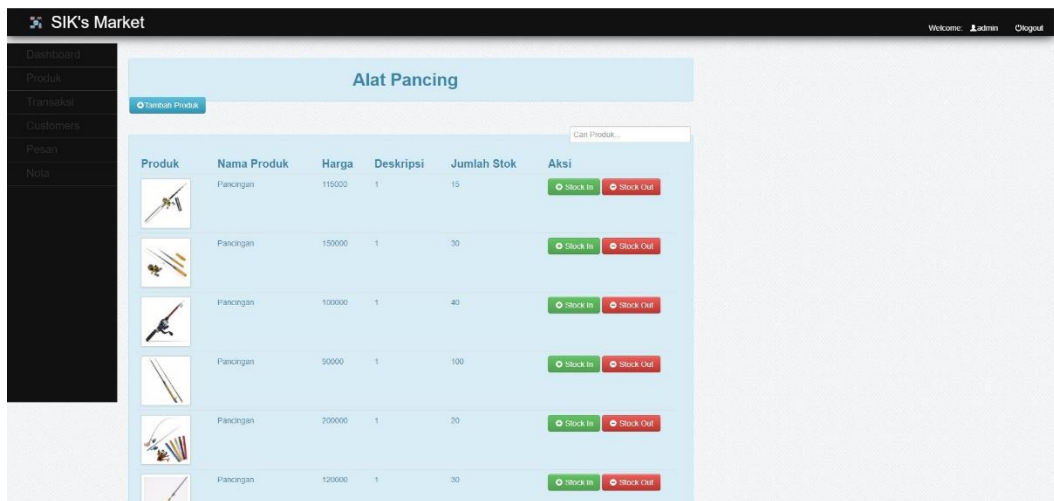 SIK's Market
Welcome: admin logout
Dashboard
Produk
Transaksi
Customers
Pesan
Nota
Alat Pancing
Tambah Produk
Cari Produk...
Produk Nama Produk Harga Deskripsi Jumlah Stok Aksi
Pancingan 115000 1 15 Stock In Stock Out
Pancingan 150000 1 30 Stock In Stock Out
Pancingan 100000 1 40 Stock In Stock Out
Pancingan 90000 1 100 Stock In Stock Out
Pancingan 200000 1 20 Stock In Stock Out
Pancingan 120000 1 30 Stock In Stock Out